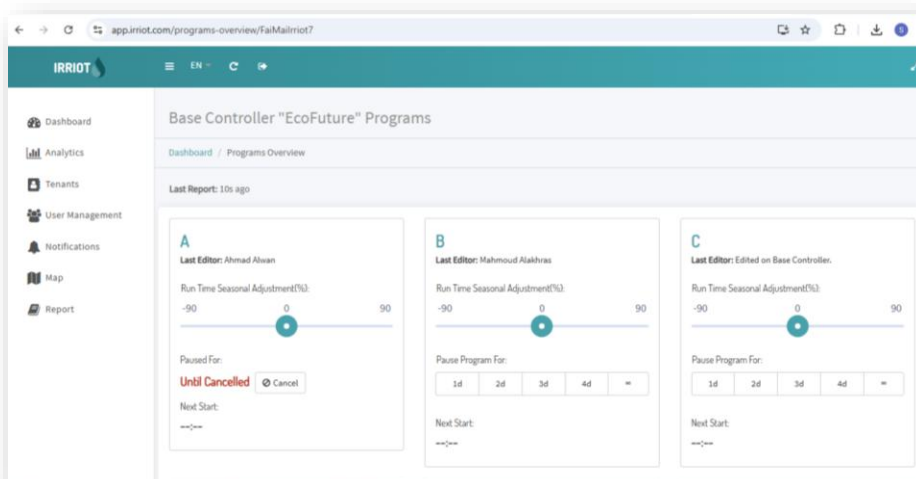 app.irriot.com/programs-overview/FaiMailrriot7
S
IRRIOT
EN
Dashboard
Analytics
Tenants
User Management
Notifications
Map
Report
Base Controller "EcoFuture" Programs
Dashboard / Programs Overview
Last Report: 10s ago
A
Last Editor: Ahmad Alwan
Run Time Seasonal Adjustment(%):
-90 0 90
Paused For:
Until Cancelled Cancel
Next Start:
--:--
B
Last Editor: Mahmoud Alakhras
Run Time Seasonal Adjustment(%):
-90 0 90
Pause Program For:
1d 2d 3d 4d ∞
Next Start:
--:--
C
Last Editor: Edited on Base Controller.
Run Time Seasonal Adjustment(%):
-90 0 90
Pause Program For:
1d 2d 3d 4d ∞
Next Start:
--:--